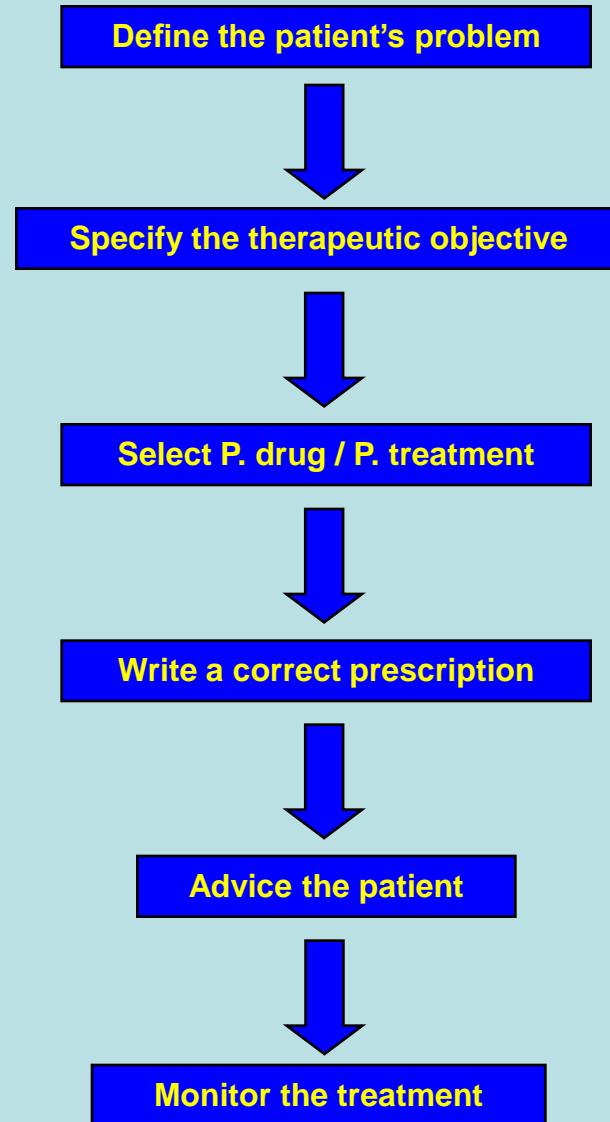 Define the patient’s problem
Specify the therapeutic objective
Select P. drug / P. treatment
Write a correct prescription
Advice the patient
Monitor the treatment